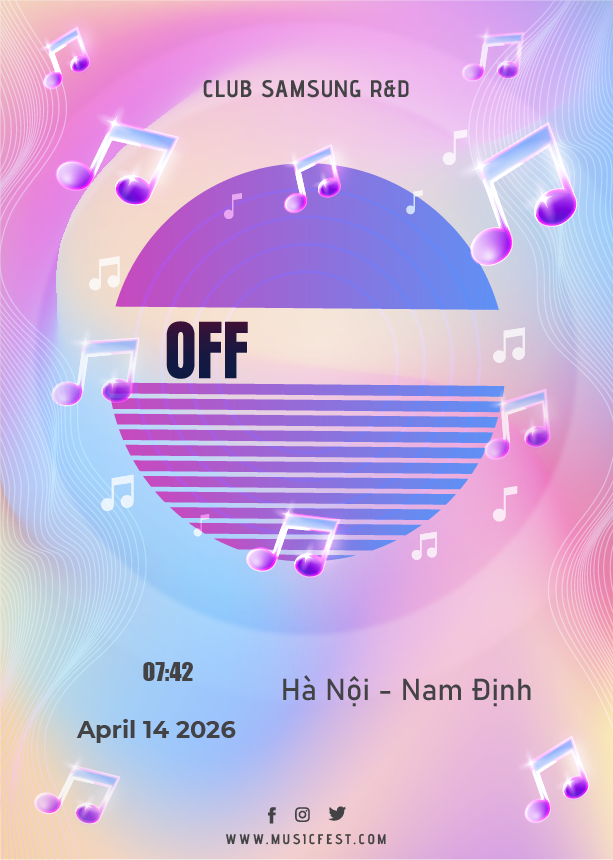 CLUB SAMSUNG R&D
OFF
07:42
Hà Nội - Nam Định
April 14 2026
WWW.MUSICFEST.COM